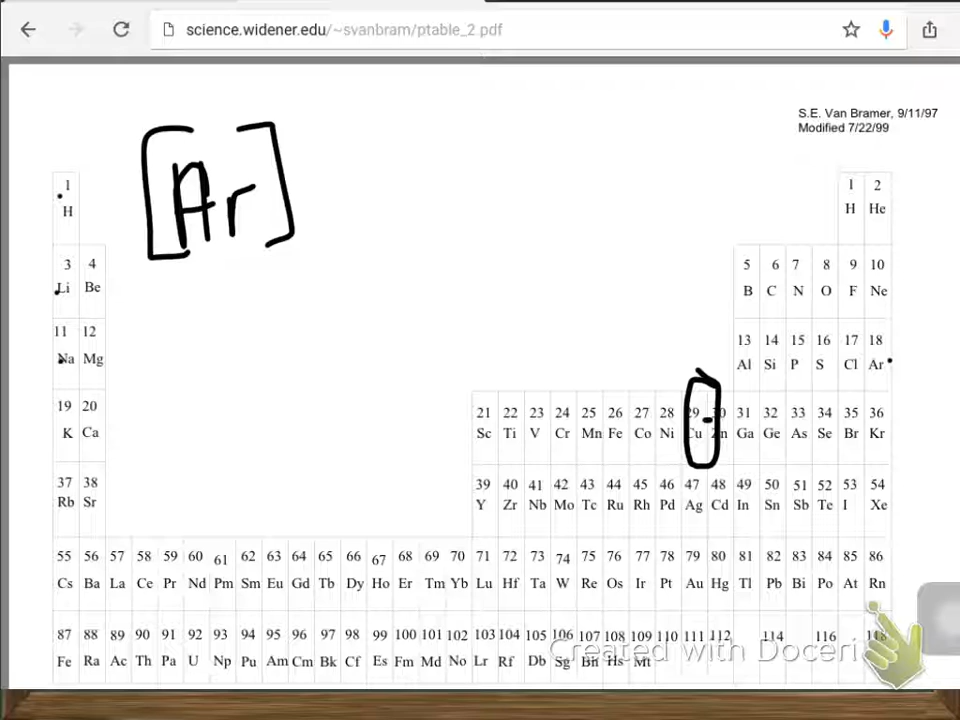 science.widener.edu/~svanbram/ptable_2.pdf
S.E. Van Bramer, 9/11/97
Modified 7/22/99
[Ar]
1 1 2
H H He
3 4 5 6 7 8 9 10
Li Be B C N O F Ne
11 12 13 14 15 16 17 18
Na Mg Al Si P S Cl Ar
19 20 21 22 23 24 25 26 27 28 29 30 31 32 33 34 35 36
K Ca Sc Ti V Cr Mn Fe Co Ni Cu Zn Ga Ge As Se Br Kr
37 38 39 40 41 42 43 44 45 46 47 48 49 50 51 52 53 54
Rb Sr Y Zr Nb Mo Tc Ru Rh Pd Ag Cd In Sn Sb Te I Xe
55 56 57 58 59 60 61 62 63 64 65 66 67 68 69 70 71 72 73 74 75 76 77 78 79 80 81 82 83 84 85 86
Cs Ba La Ce Pr Nd Pm Sm Eu Gd Tb Dy Ho Er Tm Yb Lu Hf Ta W Re Os Ir Pt Au Hg Tl Pb Bi Po At Rn
87 88 89 90 91 92 93 94 95 96 97 98 99 100 101 102 103 104 105 106 107 108 109 110 111 112 114 116 118
Fe Ra Ac Th Pa U Np Pu Am Cm Bk Cf Es Fm Md No Lr Rf Db Sg Bh Hs Mt
Created with Doceri